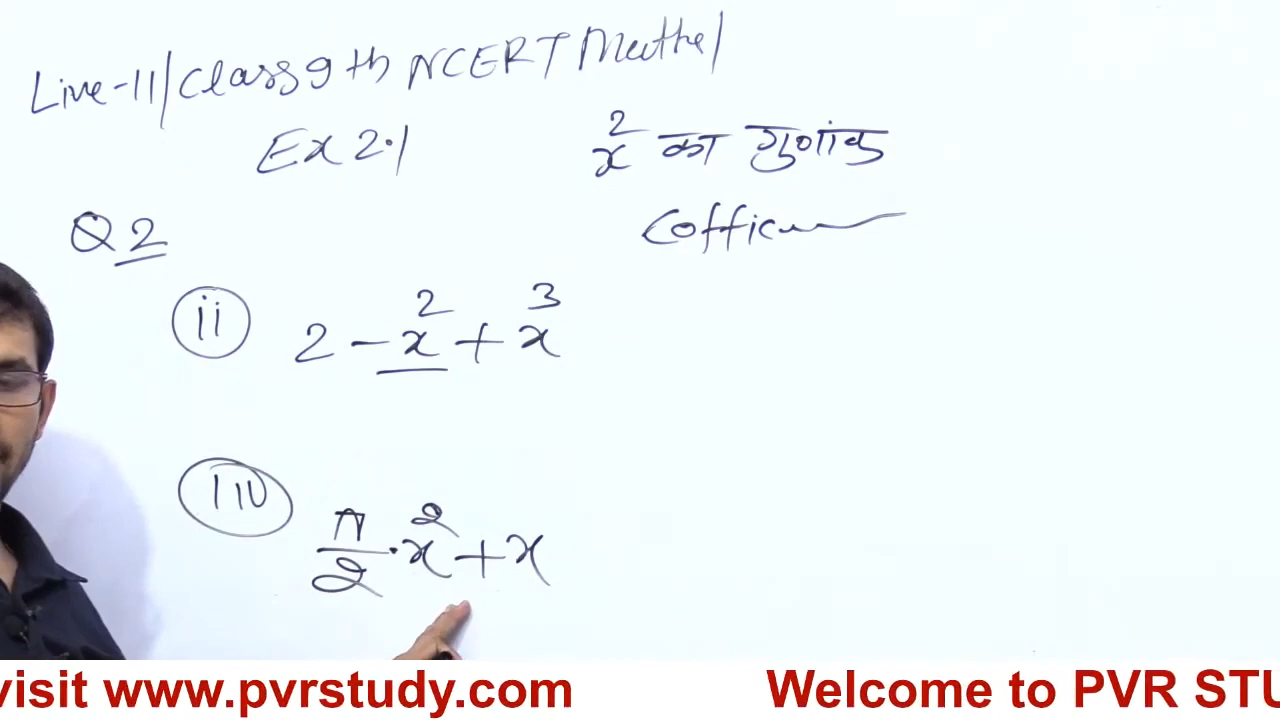 Live-11/Class 9th NCERT Maths/
Ex 2.1
x² का गुणांक
Q2
(ii) 2 - x² + x³
(iii) π/2 · x² + x
visit www.pvrstudy.com Welcome to PVR STU